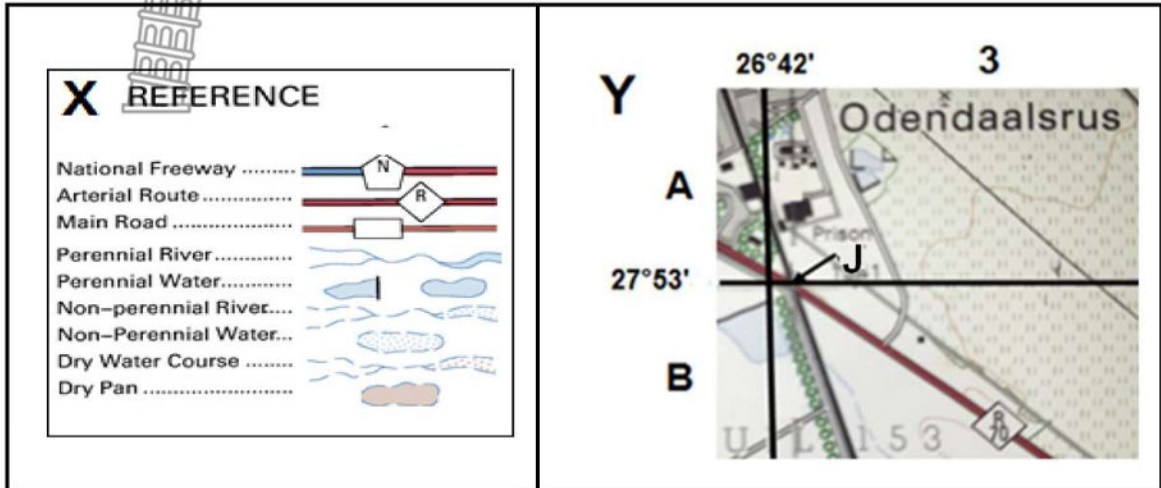 X REFERENCE
National Freeway ......... N
Arterial Route............... R
Main Road ....................
Perennial River..............
Perennial Water............
Non-perennial River....
Non-Perennial Water...
Dry Water Course .......
Dry Pan ......................
Y
26°42'
3
Odendaalsrus
A
Prison
J
27°53'
B
R
70
U L 153